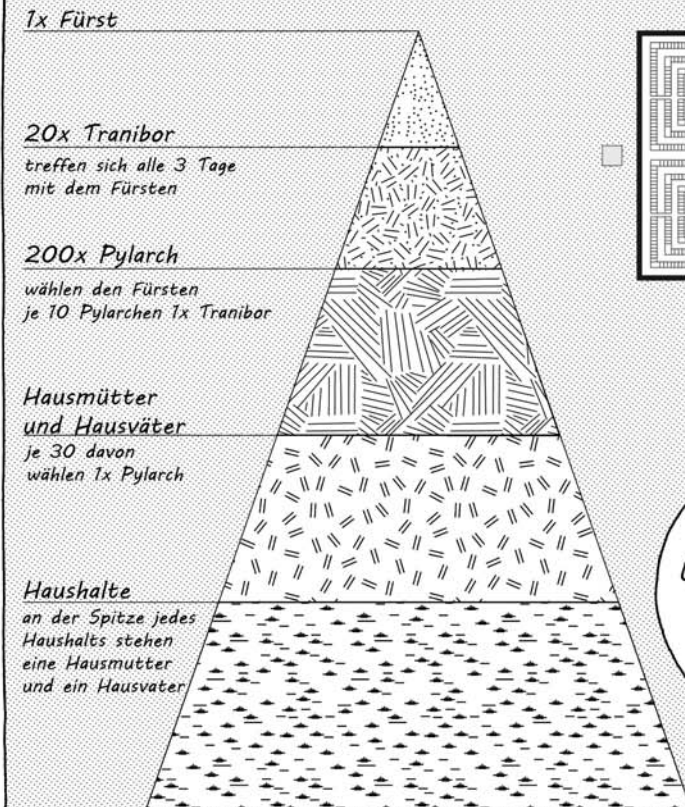 1x Fürst
20x Tranibor
treffen sich alle 3 Tage
mit dem Fürsten
200x Pylarch
wählen den Fürsten
je 10 Pylarchen 1x Tranibor
Hausmütter
und Hausväter
je 30 davon
wählen 1x Pylarch
Haushalte
an der Spitze jedes
Haushalts stehen
eine Hausmutter
und ein Hausvater